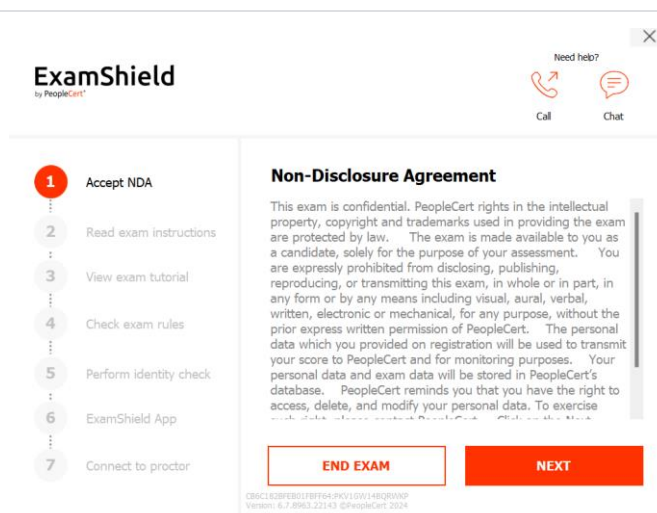 Need help?
ExamShield
by PeopleCert
Call
Chat
1 Accept NDA
2 Read exam instructions
3 View exam tutorial
4 Check exam rules
5 Perform identity check
6 ExamShield App
7 Connect to proctor
Non-Disclosure Agreement
This exam is confidential. PeopleCert rights in the intellectual
property, copyright and trademarks used in providing the exam
are protected by law. The exam is made available to you as
a candidate, solely for the purpose of your assessment. You
are expressly prohibited from disclosing, publishing,
reproducing, or transmitting this exam, in whole or in part, in
any form or by any means including visual, aural, verbal,
written, electronic or mechanical, for any purpose, without the
prior express written permission of PeopleCert. The personal
data which you provided on registration will be used to transmit
your score to PeopleCert and for monitoring purposes. Your
personal data and exam data will be stored in PeopleCert's
database. PeopleCert reminds you that you have the right to
access, delete, and modify your personal data. To exercise
END EXAM
NEXT
Version: 6.7.8963.22143 ©PeopleCert 2024